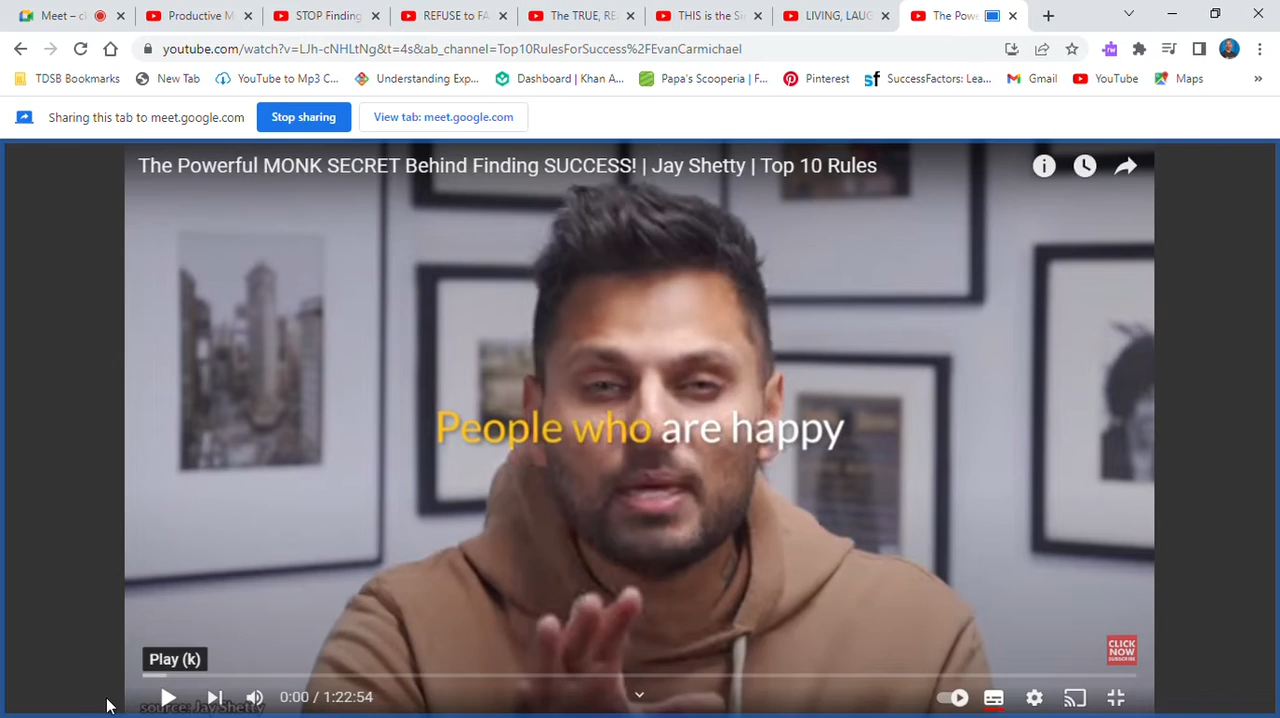 Meet – cl
Productive M
STOP Finding
REFUSE to FA
The TRUE, RE
THIS is the Si
LIVING, LAUG
The Powe
youtube.com/watch?v=LJh-cNHLtNg&t=4s&ab_channel=Top10RulesForSuccess%2FEvanCarmichael
TDSB Bookmarks
New Tab
YouTube to Mp3 C...
Understanding Exp...
Dashboard | Khan A...
Papa's Scooperia | F...
Pinterest
SuccessFactors: Lea...
Gmail
YouTube
Maps
»
Sharing this tab to meet.google.com
Stop sharing
View tab: meet.google.com
The Powerful MONK SECRET Behind Finding SUCCESS! | Jay Shetty | Top 10 Rules
People who are happy
CLICK
NOW
SUBSCRIBE
Play (k)
0:00 / 1:22:54
source: Jay Shetty